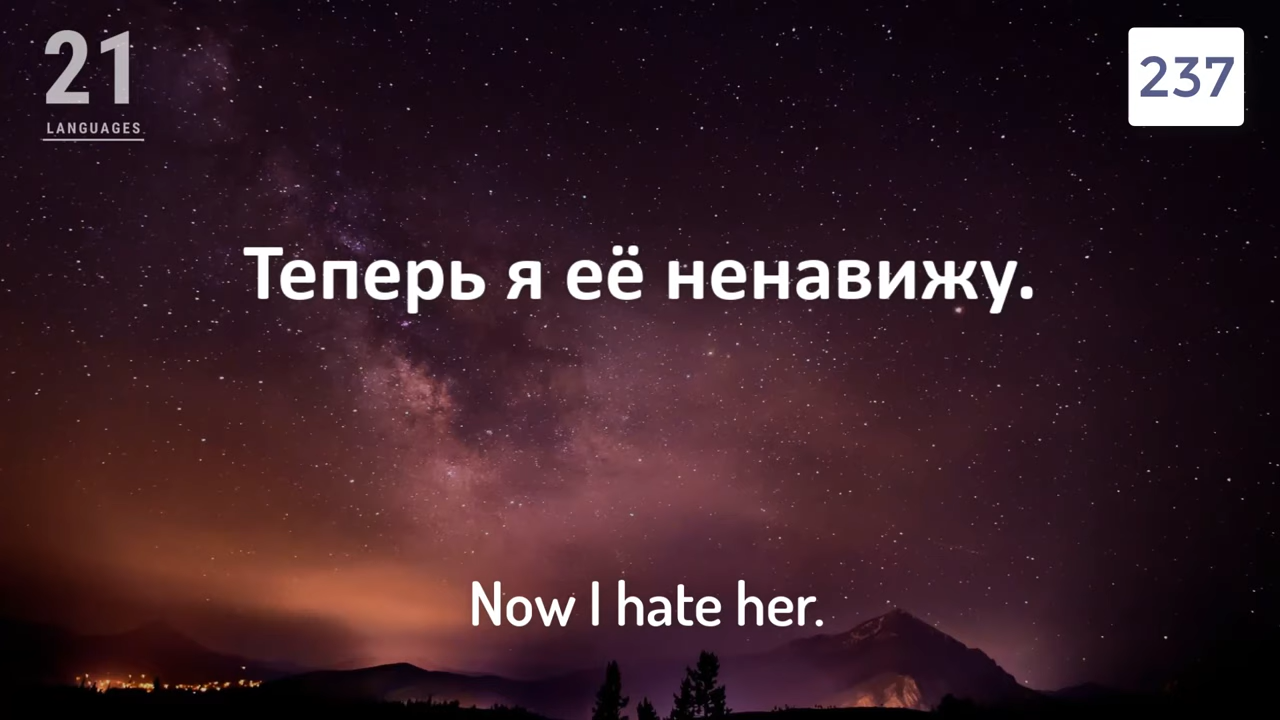 21
LANGUAGES
237
Теперь я её ненавижу.
Now I hate her.